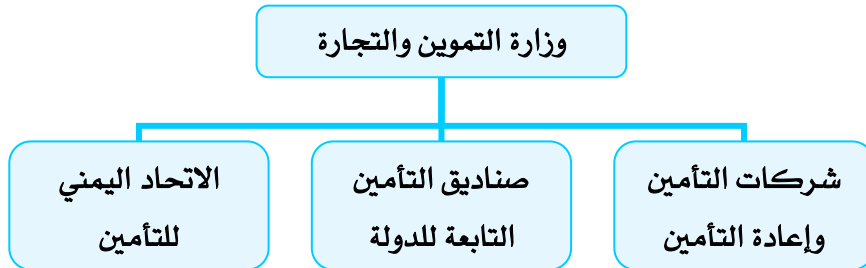 وزارة التموين والتجارة
شركات التأمين
وإعادة التأمين
صناديق التأمين
التابعة للدولة
الاتحاد اليمني
للتأمين